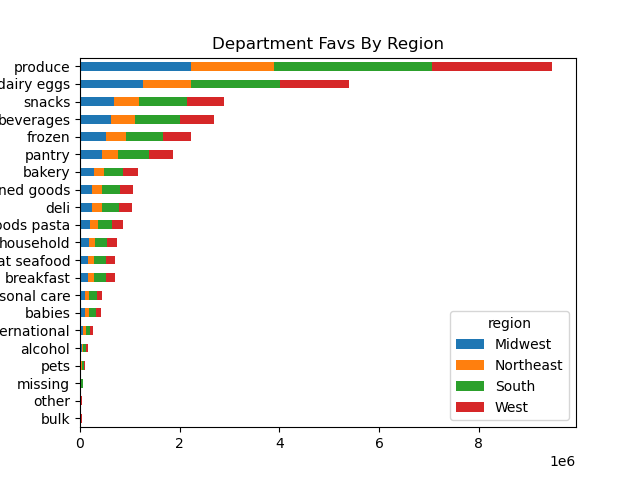 Department Favs By Region
produce
dairy eggs
snacks
beverages
frozen
pantry
bakery
ned goods
deli
ods pasta
household
at seafood
breakfast
sonal care
babies
ernational
alcohol
pets
missing
other
bulk
region
Midwest
Northeast
South
West
0
2
4
6
8
1e6